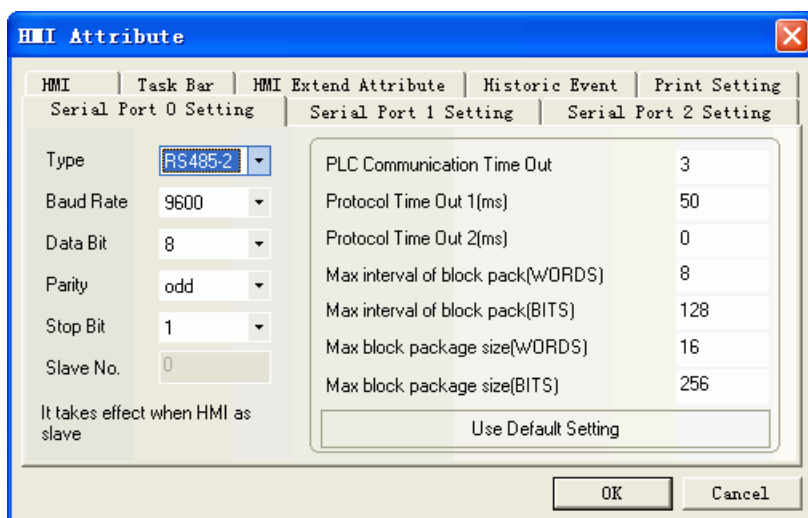 HMI Attribute
HMI Task Bar HMI Extend Attribute Historic Event Print Setting
Serial Port 0 Setting Serial Port 1 Setting Serial Port 2 Setting
Type RS485-2
Baud Rate 9600
Data Bit 8
Parity odd
Stop Bit 1
Slave No. 0
It takes effect when HMI as
slave
PLC Communication Time Out 3
Protocol Time Out 1(ms) 50
Protocol Time Out 2(ms) 0
Max interval of block pack(WORDS) 8
Max interval of block pack(BITS) 128
Max block package size(WORDS) 16
Max block package size(BITS) 256
Use Default Setting
OK Cancel